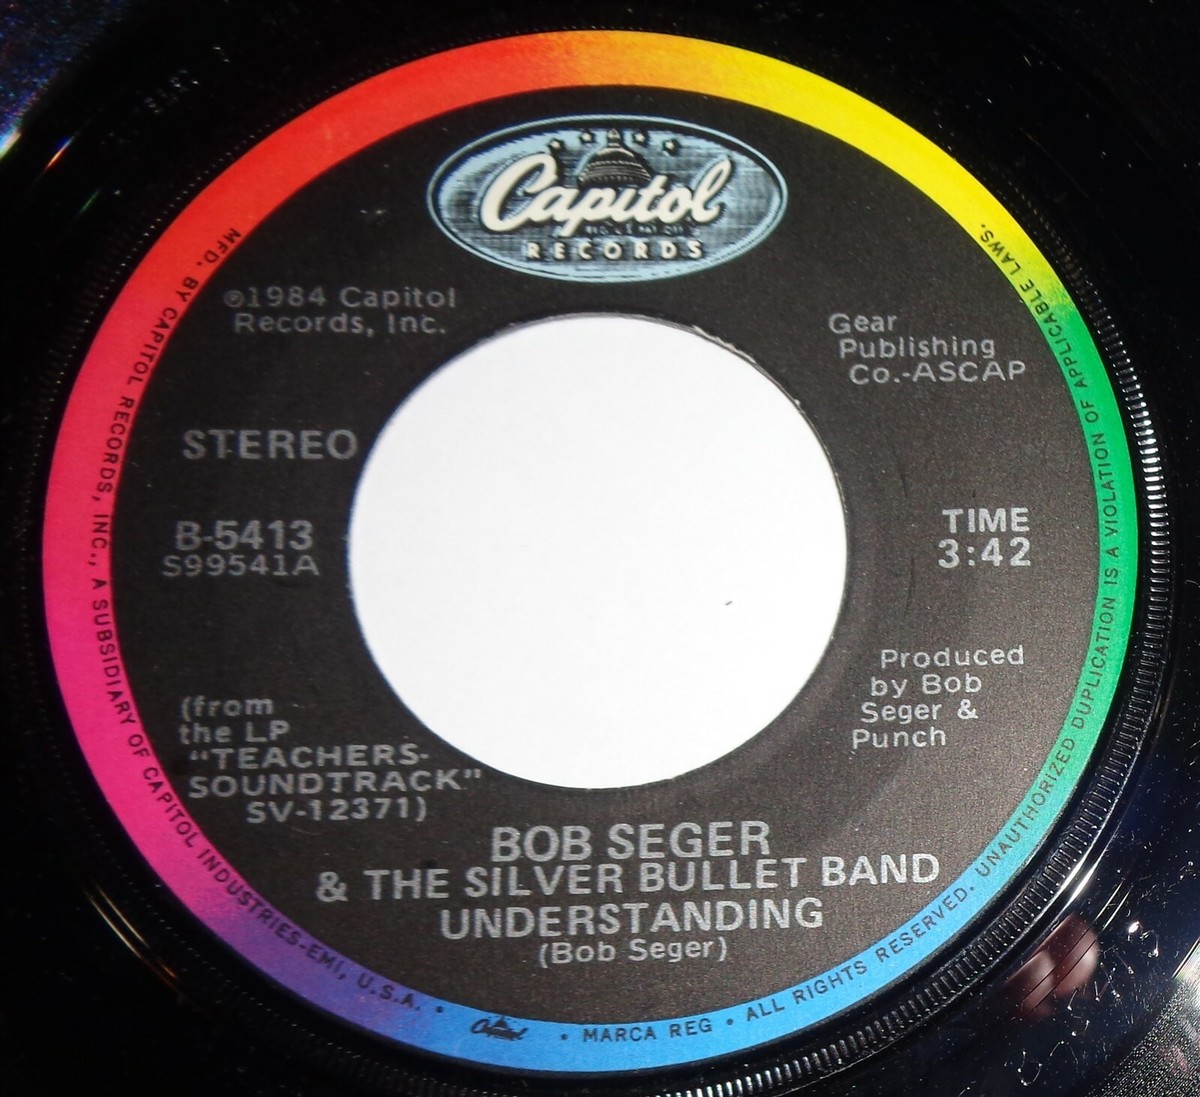 Capitol
RECORDS
℗1984 Capitol
Records, Inc.
Gear
Publishing
Co.-ASCAP
STEREO
B-5413
S99541A
TIME
3:42
(from
the LP
"TEACHERS-
SOUNDTRACK"
SV-12371)
Produced
by Bob
Seger &
Punch
BOB SEGER
& THE SILVER BULLET BAND
UNDERSTANDING
(Bob Seger)
MFD. BY CAPITOL RECORDS, INC., A SUBSIDIARY OF CAPITOL INDUSTRIES-EMI, U.S.A. • Capitol • MARCA REG • ALL RIGHTS RESERVED. UNAUTHORIZED DUPLICATION IS A VIOLATION OF APPLICABLE LAWS.